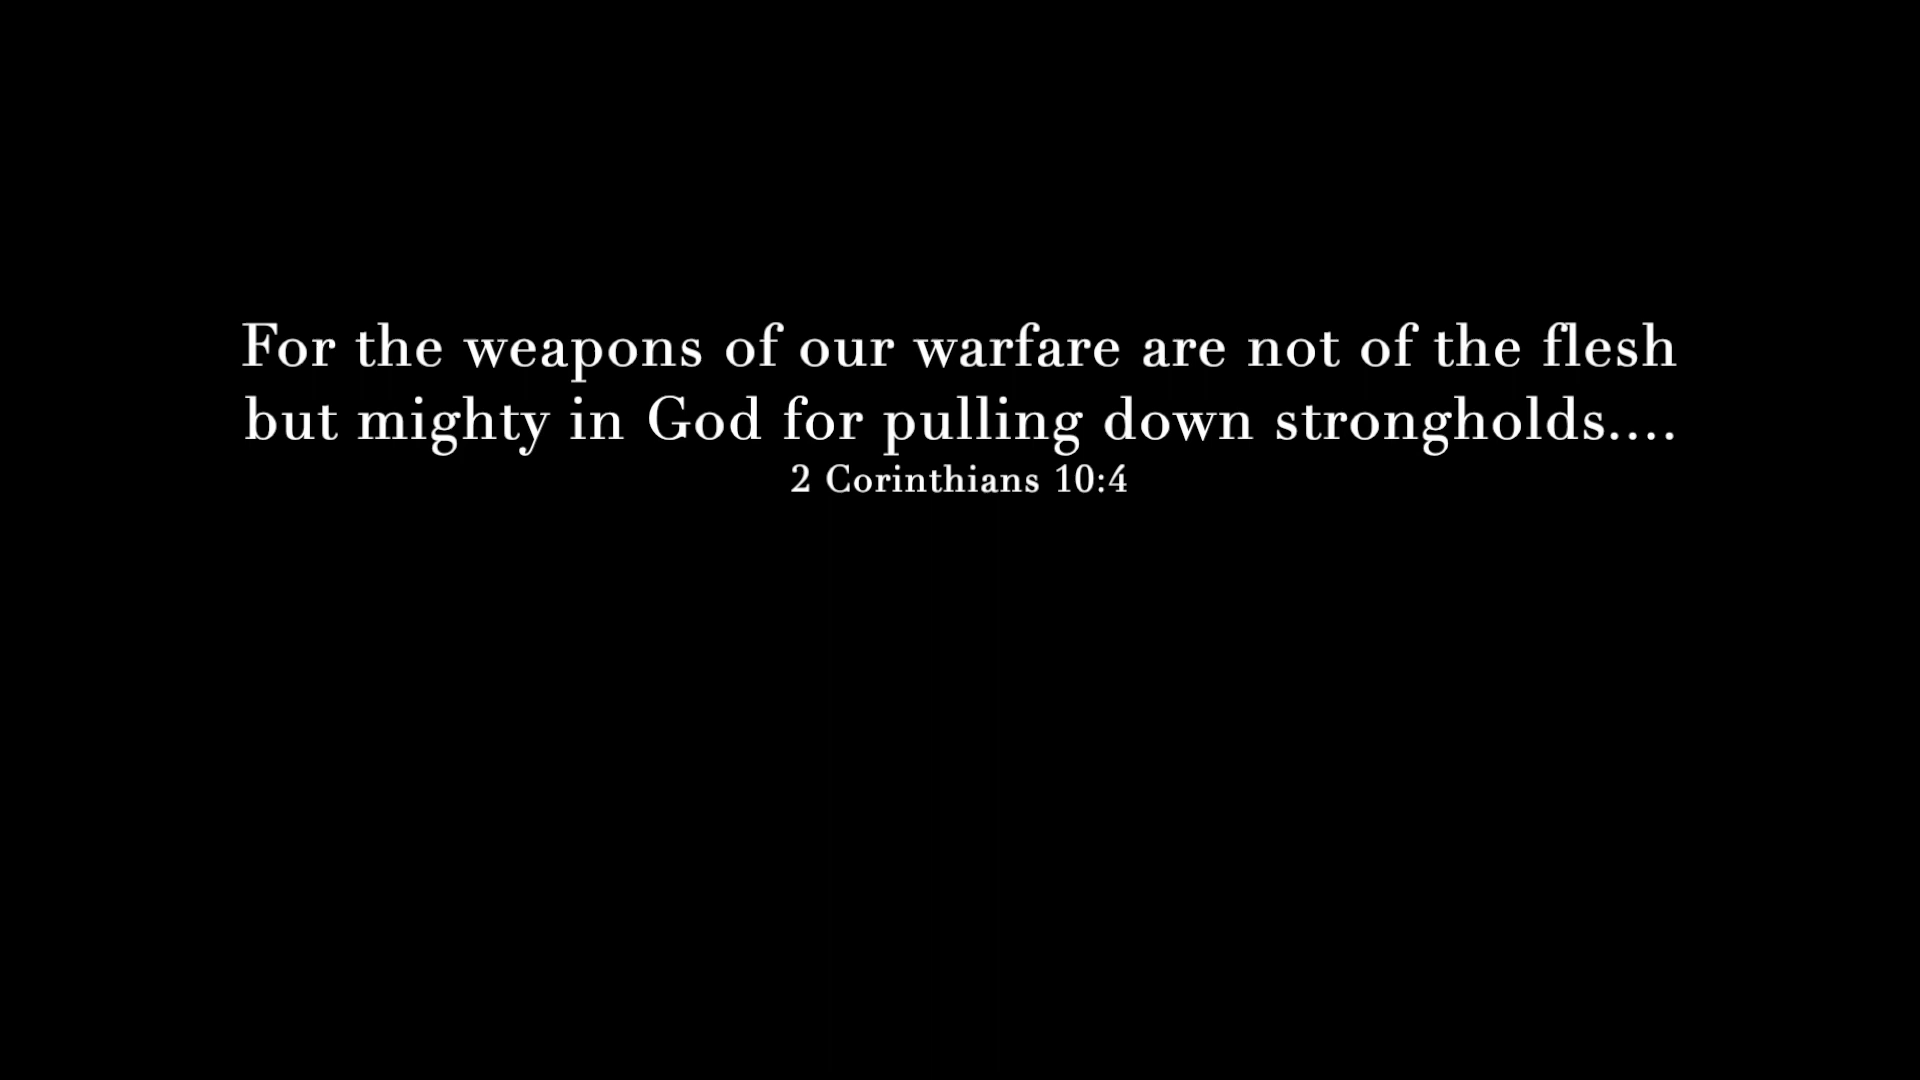 For the weapons of our warfare are not of the flesh
but mighty in God for pulling down strongholds....
2 Corinthians 10:4